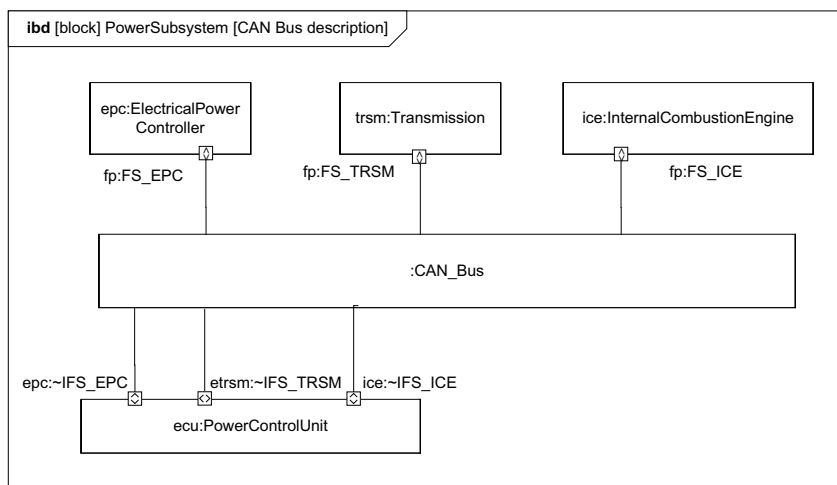 ibd [block] PowerSubsystem [CAN Bus description]
epc:ElectricalPower
Controller
trsm:Transmission
ice:InternalCombustionEngine
fp:FS_EPC
fp:FS_TRSM
fp:FS_ICE
:CAN_Bus
epc:~IFS_EPC
etrsm:~IFS_TRSM
ice:~IFS_ICE
ecu:PowerControlUnit